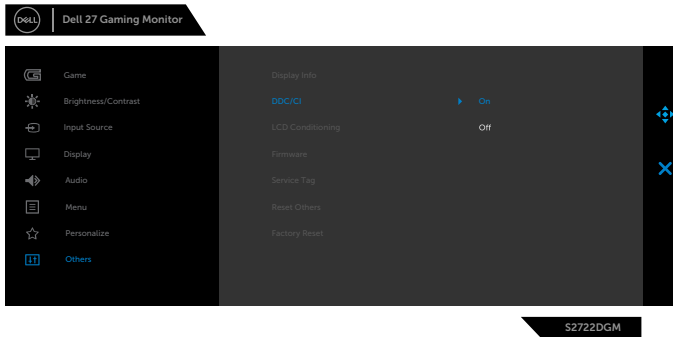 DELL
Dell 27 Gaming Monitor
Game
Display Info
Brightness/Contrast
DDC/CI
On
Input Source
LCD Conditioning
Off
Display
Firmware
Audio
Service Tag
Menu
Reset Others
Personalize
Factory Reset
Others
S2722DGM